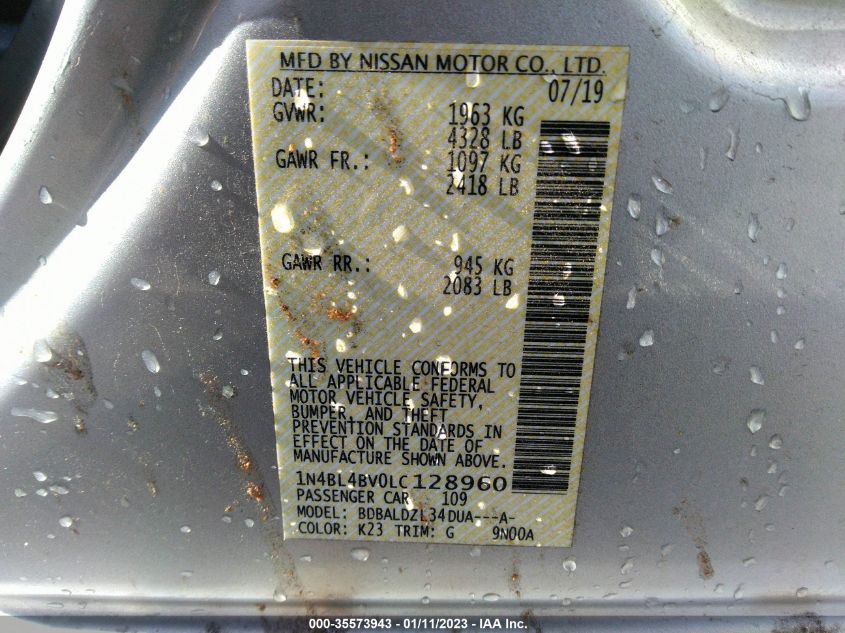 MFD BY NISSAN MOTOR CO., LTD.
DATE: 07/19
GVWR: 1963 KG
4328 LB
GAWR FR.: 1097 KG
2418 LB
GAWR RR.: 945 KG
2083 LB
THIS VEHICLE CONFORMS TO
ALL APPLICABLE FEDERAL
MOTOR VEHICLE SAFETY,
BUMPER, AND THEFT
PREVENTION STANDARDS IN
EFFECT ON THE DATE OF
MANUFACTURE SHOWN ABOVE.
1N4BL4BV0LC128960
PASSENGER CAR 109
MODEL: BDBALDZL34DUA---A-
COLOR: K23 TRIM: G 9N00A
000-35573943 - 01/11/2023 - IAA Inc.